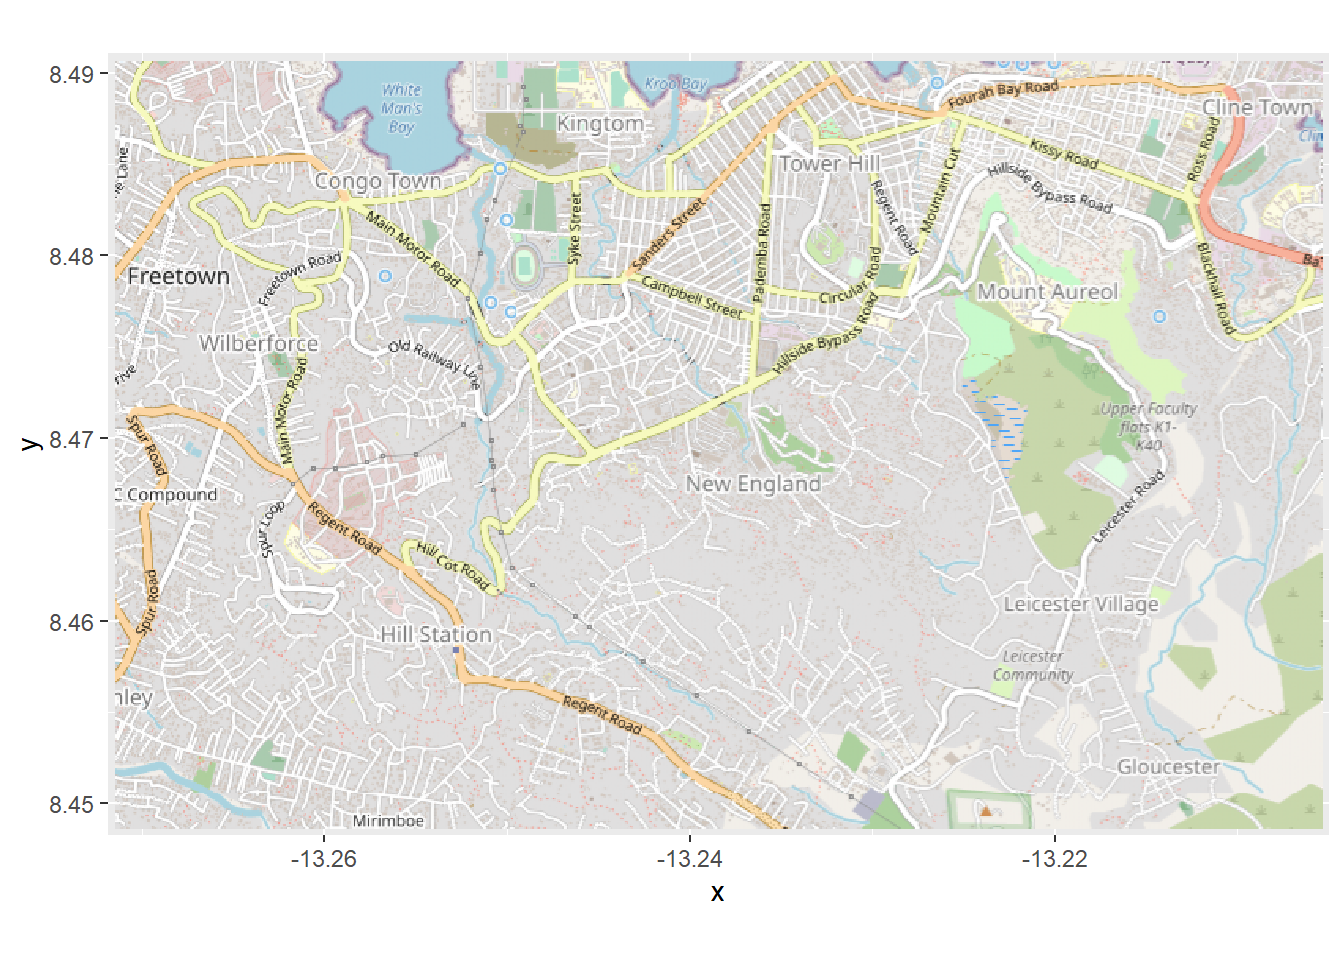 8.49
8.48
8.47
8.46
8.45
y
-13.26
-13.24
-13.22
x
White
Man's
Bay
Kroo Bay
Kingtom
Fourah Bay Road
Cline Town
Congo Town
Tower Hill
Kissy Road
Ross Road
Lane
Hillside Bypass Road
Mountain Cut
Regent Road
Syke Street
Sanders Street
Pademba Road
Main Motor Road
Freetown
Freetown Road
Campbell Street
Circular Road
Mount Aureol
Blackhall Road
Wilberforce
Old Railway Line
Hillside Bypass Road
Main Motor Road
Upper Faculty
flats K1-
K40
Spur Road
New England
C Compound
Spur Loop
Regent Road
Hill Cot Road
Leicester Road
Spur Road
Hill Station
Leicester Village
Leicester
Community
nley
Regent Road
Gloucester
Mirimboe